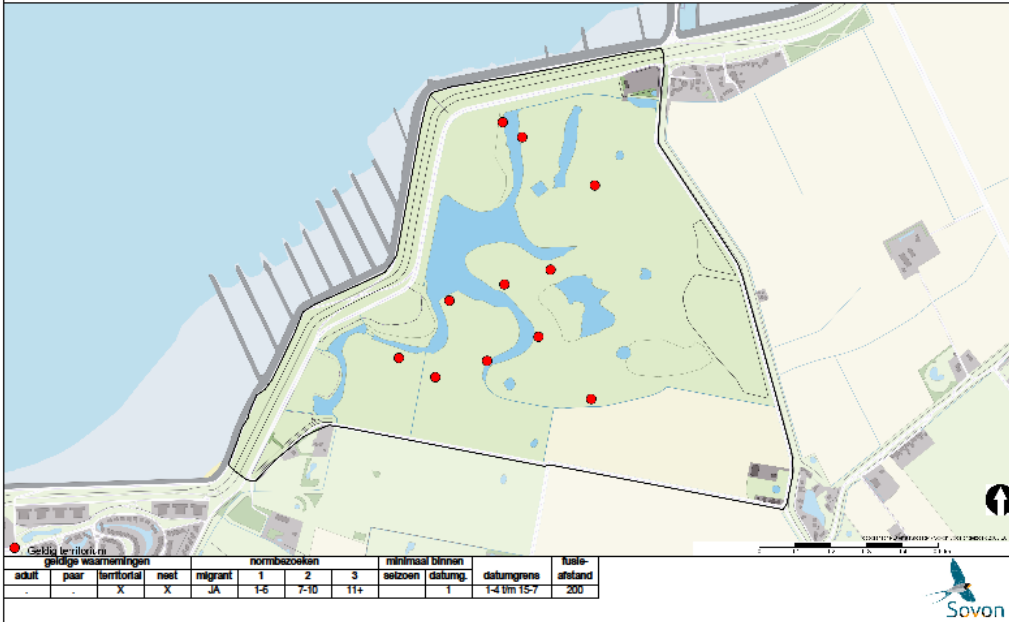 Geldig territorium
geldige waarnemingen normbezoeken minimaal binnen fusie-
adult paar territorial nest migrant 1 2 3 seizoen datumg. datumgrens afstand
. . X X JA 1-6 7-10 11+ 1 1-4 t/m 15-7 200
Sovon